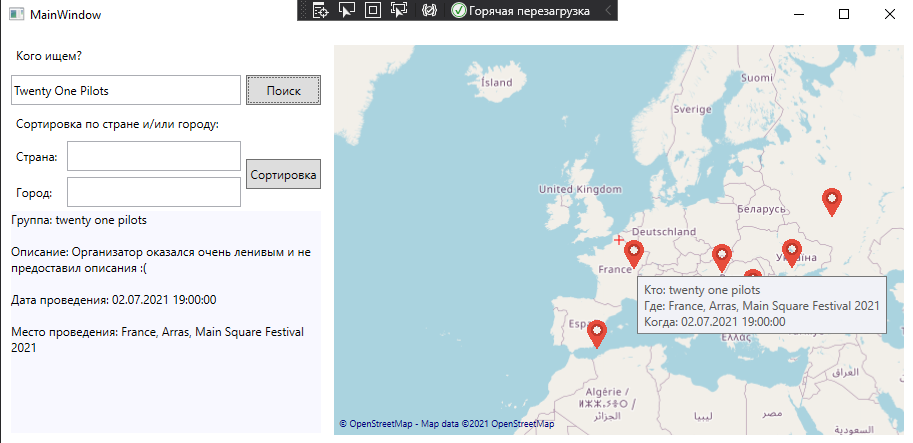 MainWindow
Горячая перезагрузка
Кого ищем?
Twenty One Pilots
Поиск
Сортировка по стране и/или городу:
Страна:
Сортировка
Город:
Группа: twenty one pilots
Описание: Организатор оказался очень ленивым и не
предоставил описания :(
Дата проведения: 02.07.2021 19:00:00
Место проведения: France, Arras, Main Square Festival
2021
Ísland
Suomi
Sverige
United Kingdom
Беларусь
Deutschland
Україна
France
Кто: twenty one pilots
Где: France, Arras, Main Square Festival 2021
Когда: 02.07.2021 19:00:00
Ελλάς
Algérie /
ⵍⵣⵣⴰⵢⴻⵔ /
الجزائر
ليبيا
مصر
العراق
السعودية
© OpenStreetMap - Map data ©2021 OpenStreetMap